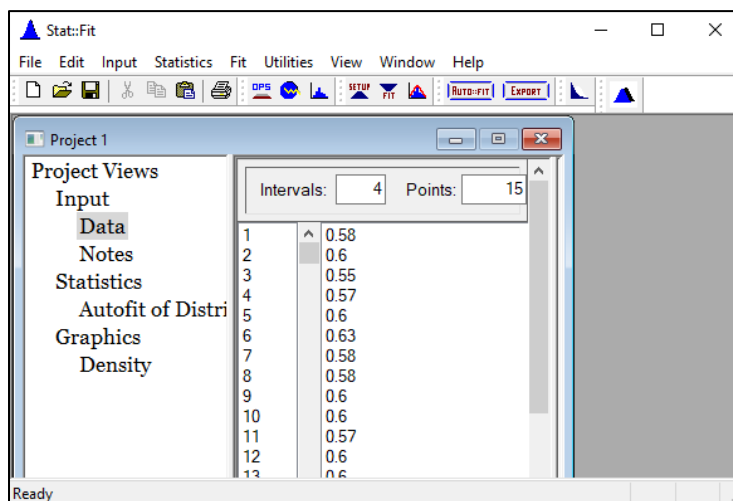 Stat::Fit
File Edit Input Statistics Fit Utilities View Window Help
OPS SETUP FIT AUTO::FIT EXPORT
Project 1
Project Views
Input
Data
Notes
Statistics
Autofit of Distri
Graphics
Density
Intervals: 4 Points: 15
1 0.58
2 0.6
3 0.55
4 0.57
5 0.6
6 0.63
7 0.58
8 0.58
9 0.6
10 0.6
11 0.57
12 0.6
13 0.6
Ready